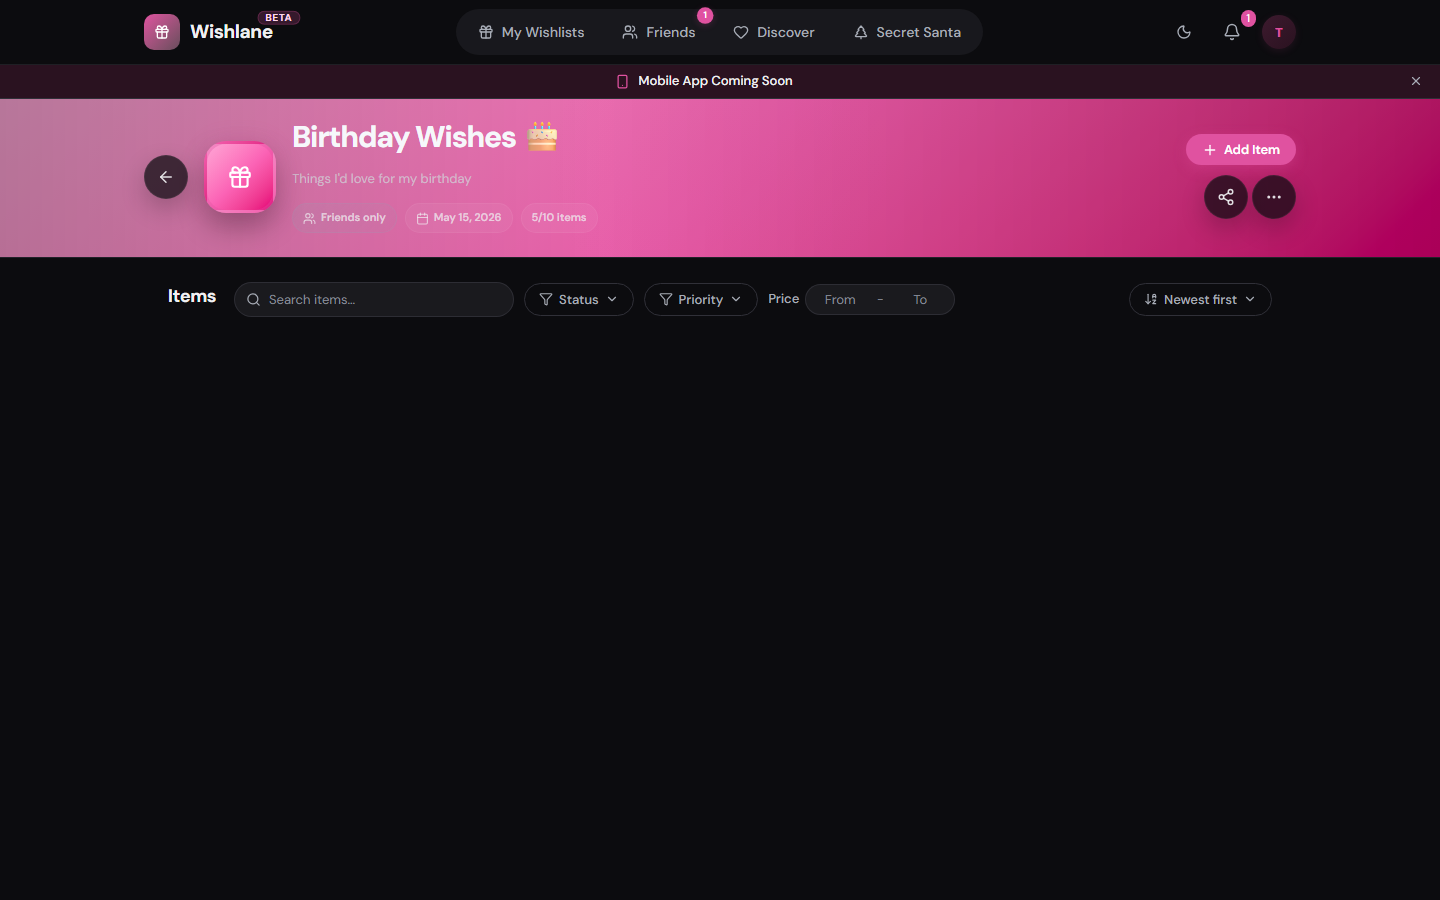 Wishlane
BETA
My Wishlists
Friends
1
Discover
Secret Santa
1
T
Mobile App Coming Soon
Birthday Wishes 🎂
Things I'd love for my birthday
Friends only
May 15, 2026
5/10 Items
Add Item
Items
Search items...
Status
Priority
Price
From - To
Newest first